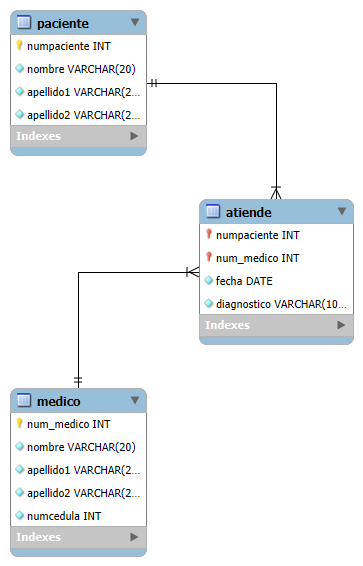 paciente
numpaciente INT
nombre VARCHAR(20)
apellido1 VARCHAR(2...
apellido2 VARCHAR(2...
Indexes
atiende
numpaciente INT
num_medico INT
fecha DATE
diagnostico VARCHAR(10...
Indexes
medico
num_medico INT
nombre VARCHAR(20)
apellido1 VARCHAR(2...
apellido2 VARCHAR(2...
numcedula INT
Indexes